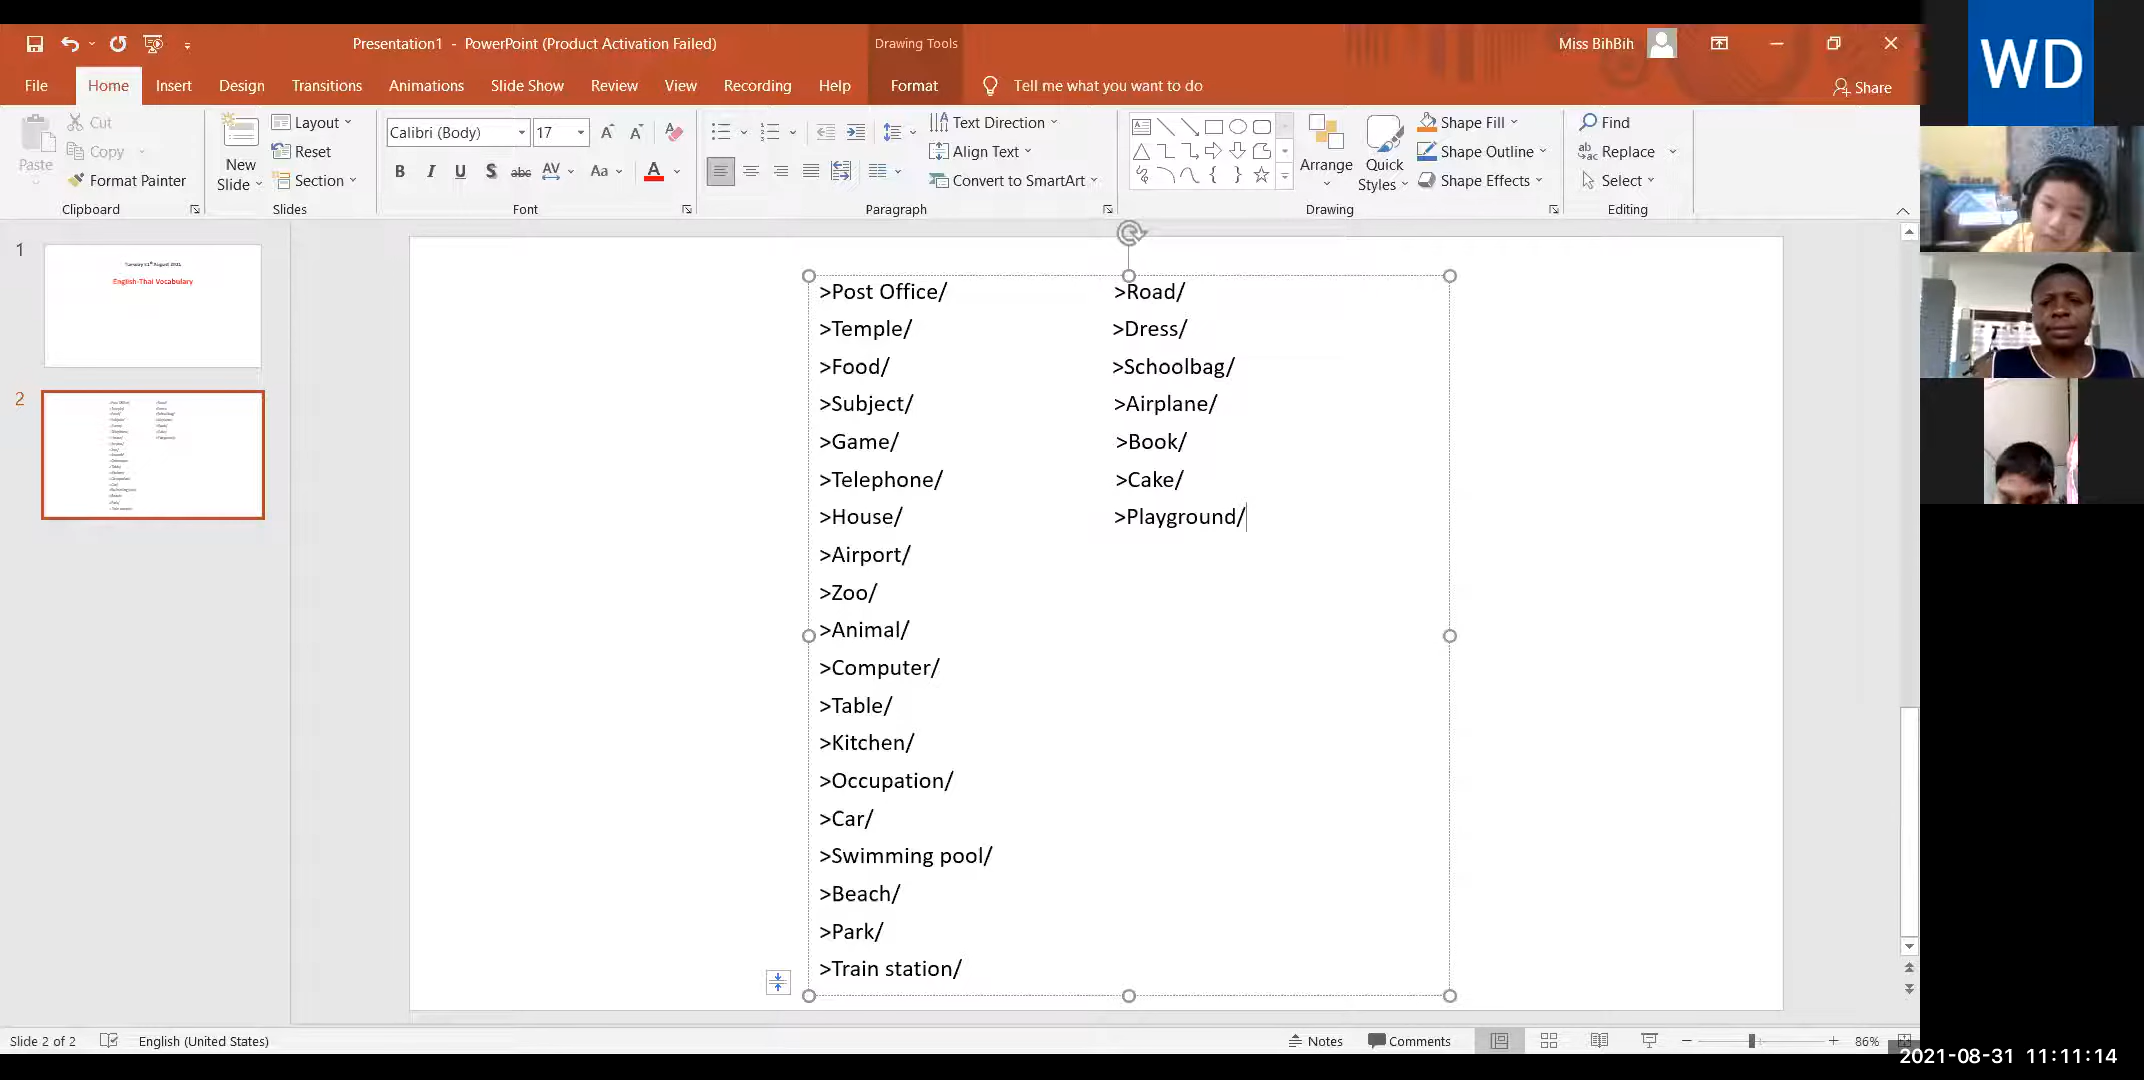 Presentation1 - PowerPoint (Product Activation Failed)
Drawing Tools
Miss BihBih
WD
File Home Insert Design Transitions Animations Slide Show Review View Recording Help Format Tell me what you want to do Share
Paste
Cut
Copy
Format Painter
Clipboard
New Slide
Layout
Reset
Section
Slides
Calibri (Body) 17
B I U S abc AV Aa A
Font
Text Direction
Align Text
Convert to SmartArt
Paragraph
Arrange
Quick Styles
Shape Fill
Shape Outline
Shape Effects
Drawing
Find
Replace
Select
Editing
1
English-Thai Vocabulary
2
>Post Office/ >Road/
>Temple/ >Dress/
>Food/ >Schoolbag/
>Subject/ >Airplane/
>Game/ >Book/
>Telephone/ >Cake/
>House/ >Playground/
>Airport/
>Zoo/
>Animal/
>Computer/
>Table/
>Kitchen/
>Occupation/
>Car/
>Swimming pool/
>Beach/
>Park/
>Train station/
Slide 2 of 2 English (United States) Notes Comments 86%
2021-08-31 11:11:14